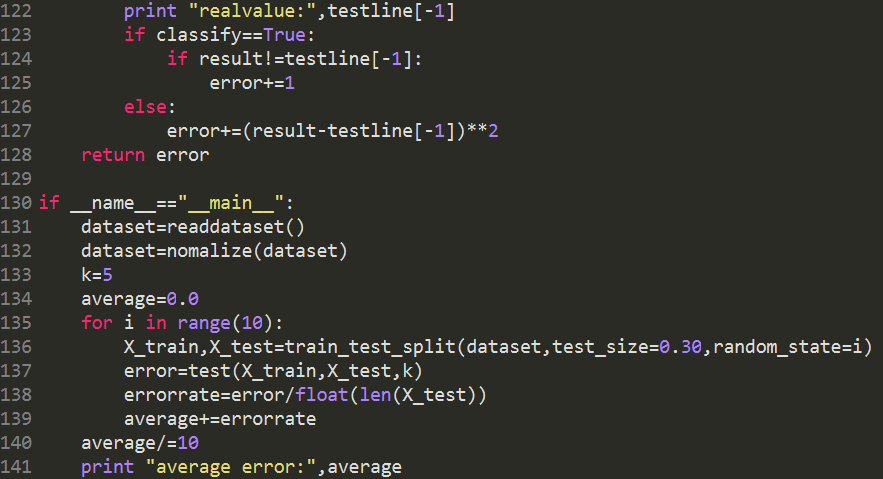 122 print "realvalue:",testline[-1]
123 if classify==True:
124 if result!=testline[-1]:
125 error+=1
126 else:
127 error+=(result-testline[-1])**2
128 return error
129
130 if __name__=="__main__":
131 dataset=readdataset()
132 dataset=nomalize(dataset)
133 k=5
134 average=0.0
135 for i in range(10):
136 X_train,X_test=train_test_split(dataset,test_size=0.30,random_state=i)
137 error=test(X_train,X_test,k)
138 errorrate=error/float(len(X_test))
139 average+=errorrate
140 average/=10
141 print "average error:",average